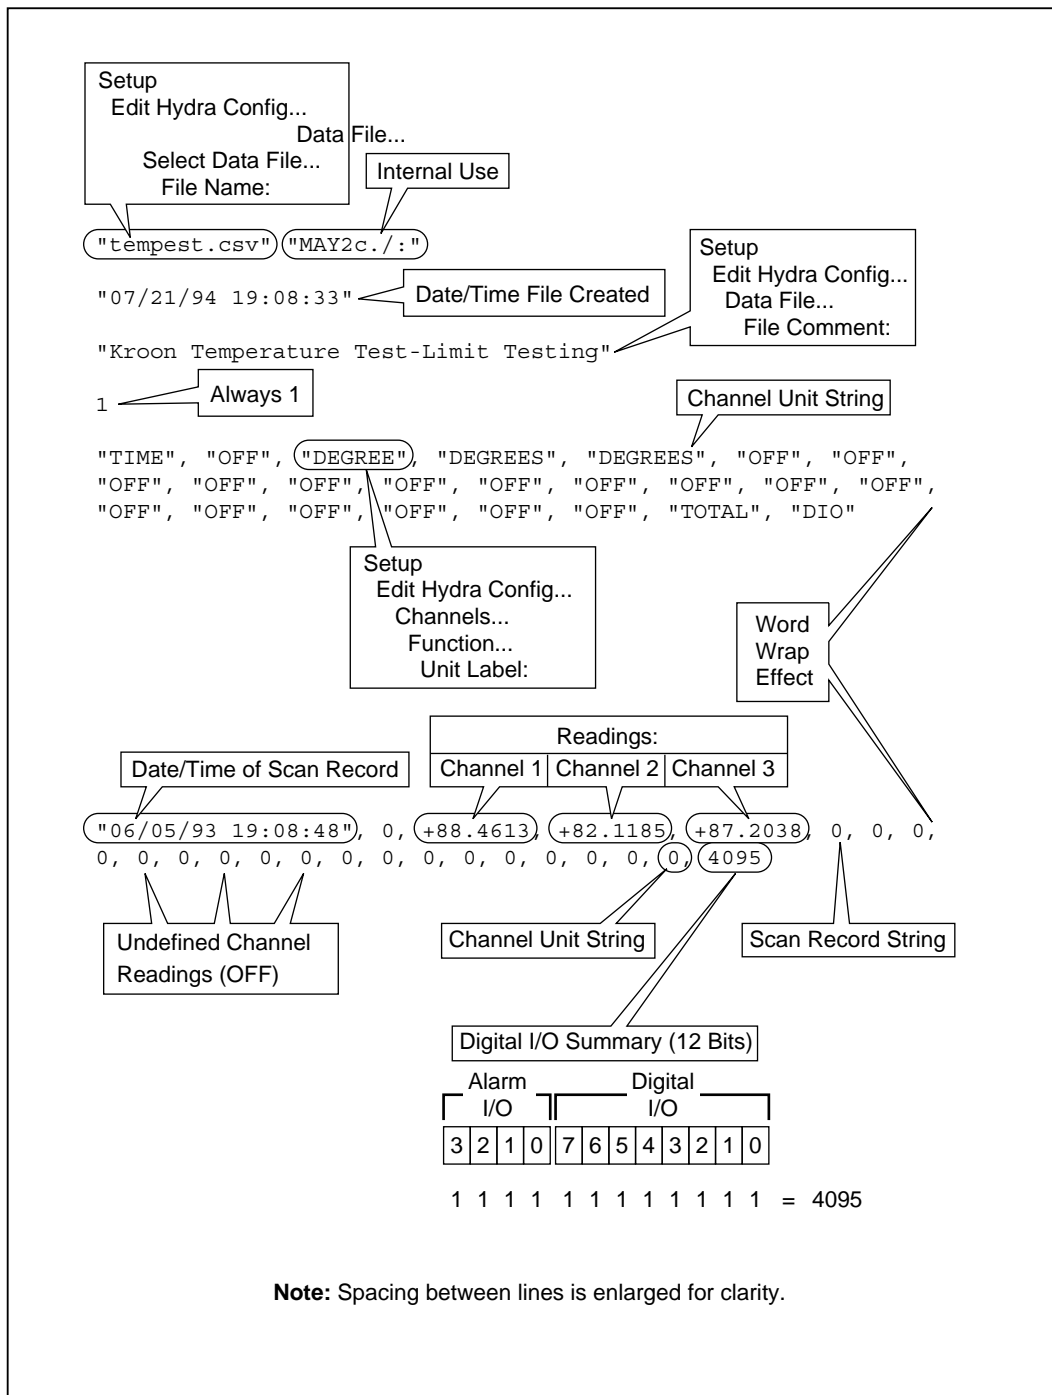 Setup
Edit Hydra Config...
Data File...
Select Data File...
File Name:
Internal Use
"tempest.csv" "MAY2c./:"
Setup
Edit Hydra Config...
Data File...
File Comment:
"07/21/94 19:08:33"
Date/Time File Created
"Kroon Temperature Test-Limit Testing"
1
Always 1
Channel Unit String
"TIME", "OFF", "DEGREE", "DEGREES", "DEGREES", "OFF", "OFF",
"OFF", "OFF", "OFF", "OFF", "OFF", "OFF", "OFF", "OFF", "OFF",
"OFF", "OFF", "OFF", "OFF", "OFF", "OFF", "TOTAL", "DIO"
Setup
Edit Hydra Config...
Channels...
Function...
Unit Label:
Word
Wrap
Effect
Readings:
Channel 1 Channel 2 Channel 3
Date/Time of Scan Record
"06/05/93 19:08:48", 0, +88.4613, +82.1185, +87.2038, 0, 0, 0,
0, 0, 0, 0, 0, 0, 0, 0, 0, 0, 0, 0, 0, 0, 0, 4095
Undefined Channel
Readings (OFF)
Channel Unit String
Scan Record String
Digital I/O Summary (12 Bits)
Alarm
I/O
Digital
I/O
3 2 1 0 7 6 5 4 3 2 1 0
1 1 1 1 1 1 1 1 1 1 1 1 = 4095
Note: Spacing between lines is enlarged for clarity.